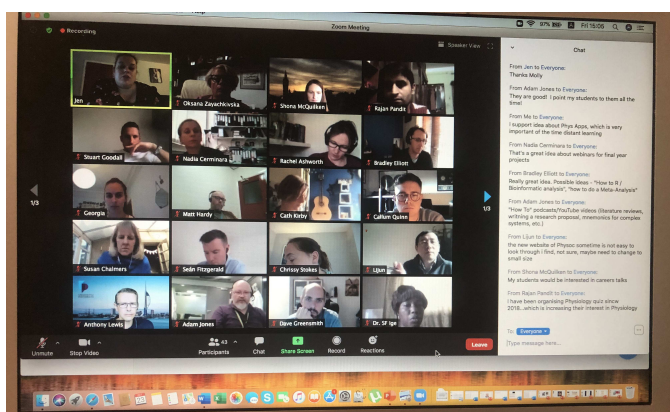 Zoom Meeting
97%
Fri 15:05
Recording
Speaker View
Jen
Oksana Zayachkivska
Shona McQuilken
Rajan Pandit
Stuart Goodall
Nadia Cerminara
Rachel Ashworth
Bradley Elliott
Georgia
Matt Hardy
Cath Kirby
Callum Quinn
Susan Chalmers
Seán Fitzgerald
Chrissy Stokes
Lijun
Anthony Lewis
Adam Jones
Dave Greensmith
Dr. SF Ige
1/3
1/3
Unmute
Stop Video
43
Participants
Chat
Share Screen
Record
Reactions
Leave
Chat
From Jen to Everyone:
Thanks Molly
From Adam Jones to Everyone:
They are good! I point my students to them all the
time!
From Me to Everyone:
I support idea about Phys Apps, which is very
important of the time distant learning
From Nadia Cerminara to Everyone:
That's a great idea about webinars for final year
projects
From Bradley Elliott to Everyone:
Really great idea. Possible ideas - "How to R /
Bioinformatic analysis", "how to do a Meta-Analysis"
From Adam Jones to Everyone:
"How To" podcasts/YouTube videos (literature reviews,
writning a research proposal, mnemonics for complex
systems, etc.)
From Lijun to Everyone:
the new website of Physoc sometime is not easy to
look through i find, not sure, maybe need to change to
small size
From Shona McQuilken to Everyone:
My students would be interested in careers talks
From Rajan Pandit to Everyone:
I have been organising Physiology quiz since
2018..which is increasing their interest in Physiology
To: Everyone
Type message here...